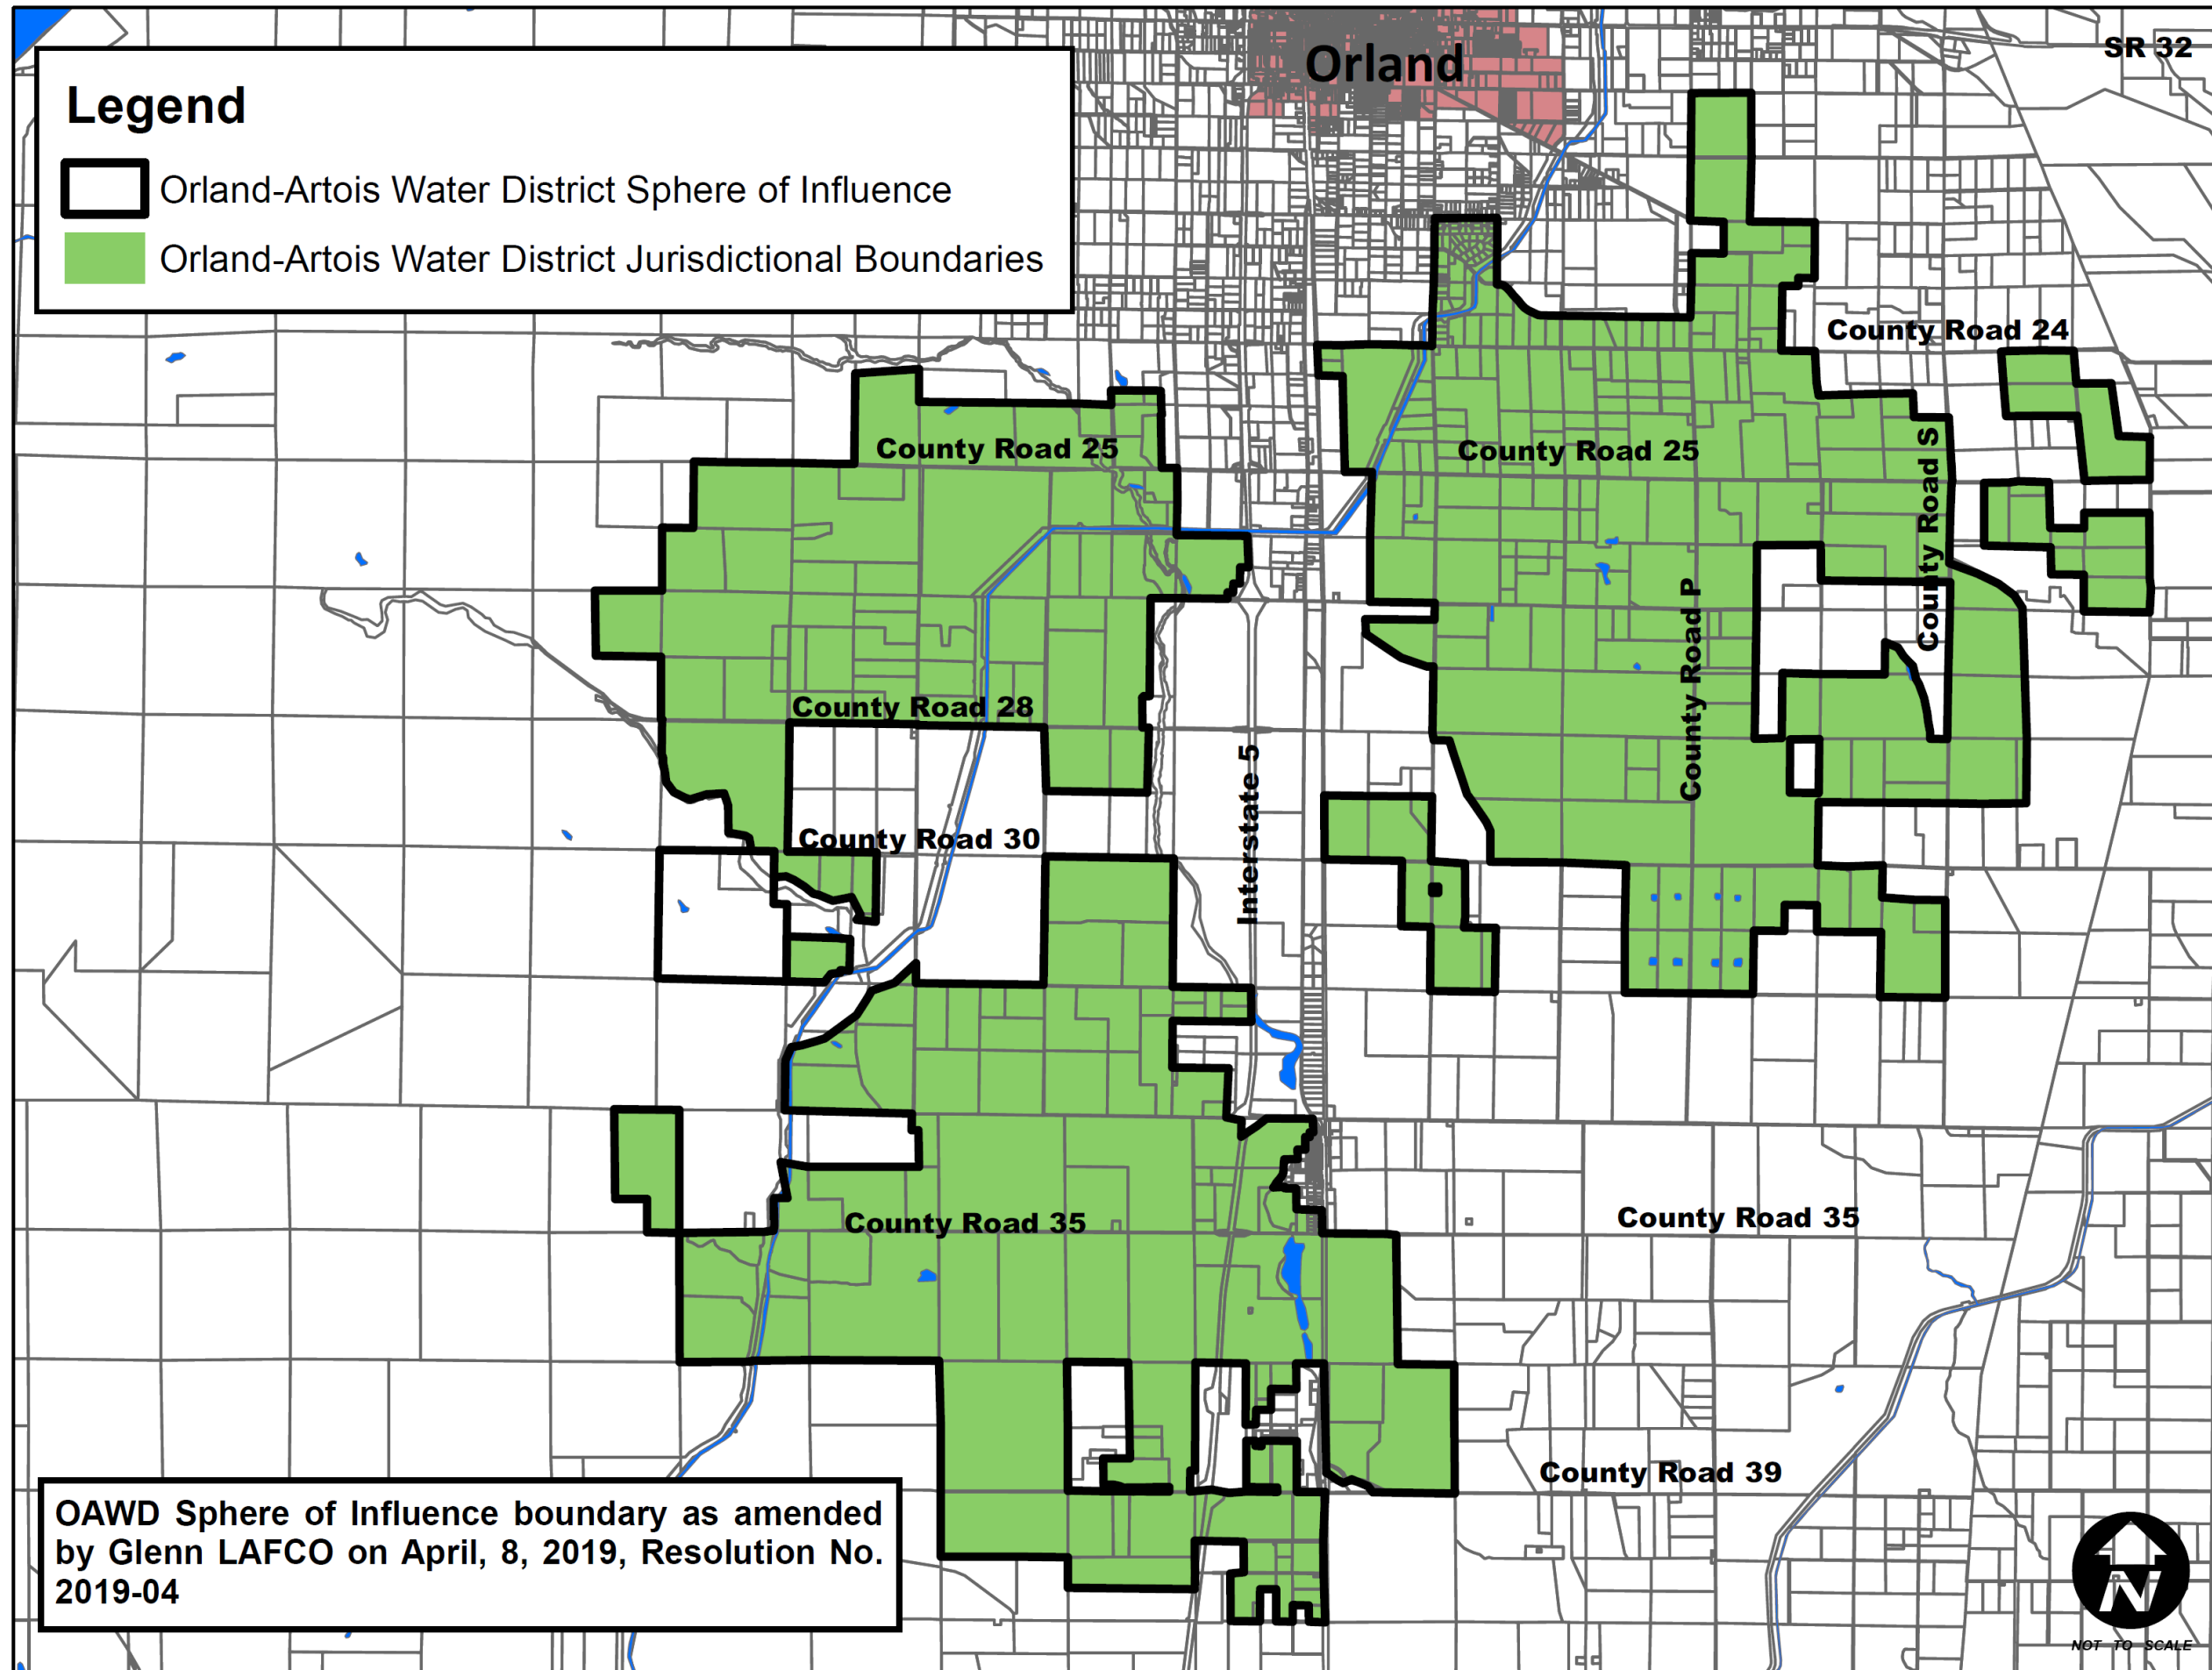 Orland
SR 32
Legend
Orland-Artois Water District Sphere of Influence
Orland-Artois Water District Jurisdictional Boundaries
County Road 24
County Road 25
County Road 25
County Road S
County Road P
County Road 28
Interstate 5
County Road 30
County Road 35
County Road 35
County Road 39
OAWD Sphere of Influence boundary as amended
by Glenn LAFCO on April, 8, 2019, Resolution No.
2019-04
N
NOT TO SCALE